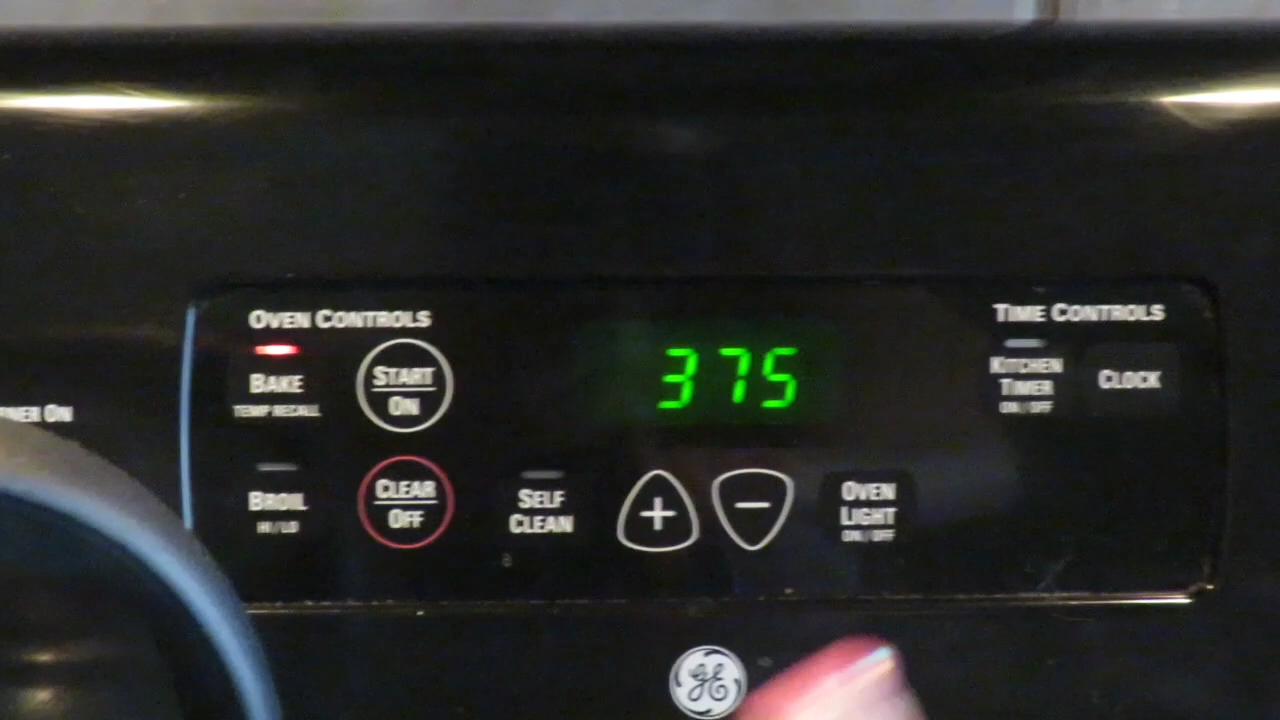 OVEN CONTROLS
BAKE
TEMP RECALL
START
ON
375
TIME CONTROLS
KITCHEN
TIMER
ON / OFF
CLOCK
ON
BROIL
HI / LO
CLEAR
OFF
SELF
CLEAN
+
−
OVEN
LIGHT
ON / OFF
GE